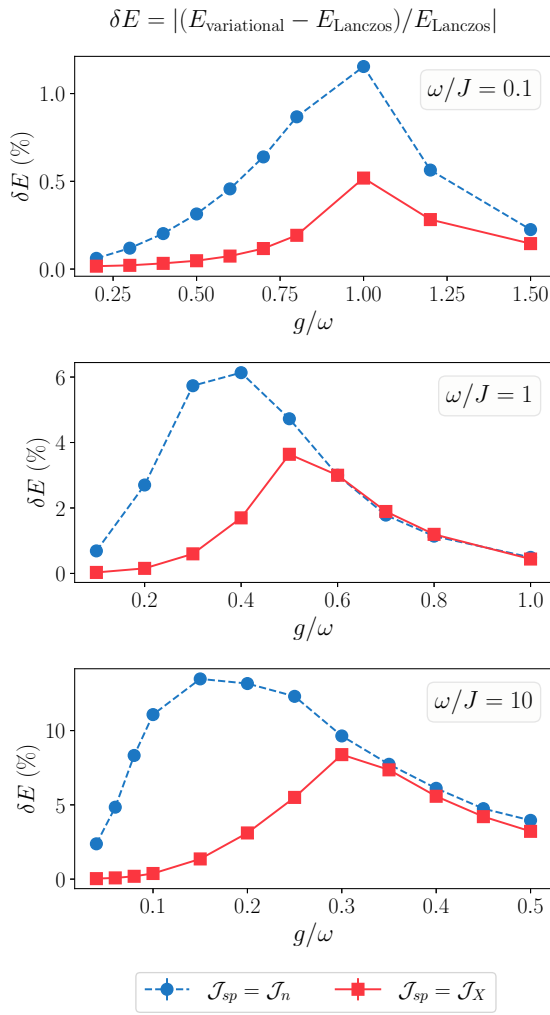 δE = |(E_variational − E_Lanczos)/E_Lanczos|
ω/J = 0.1
δE (%)
1.0
0.5
0.0
0.25 0.50 0.75 1.00 1.25 1.50
g/ω
ω/J = 1
δE (%)
6
4
2
0
0.2 0.4 0.6 0.8 1.0
g/ω
ω/J = 10
δE (%)
10
5
0
0.1 0.2 0.3 0.4 0.5
g/ω
𝒥_sp = 𝒥_n 𝒥_sp = 𝒥_X